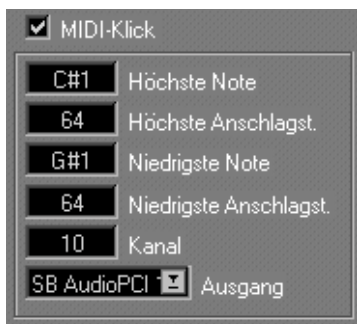 MIDI-Klick
C#1 Höchste Note
64 Höchste Anschlagst.
G#1 Niedrigste Note
64 Niedrigste Anschlagst.
10 Kanal
SB AudioPCI Ausgang